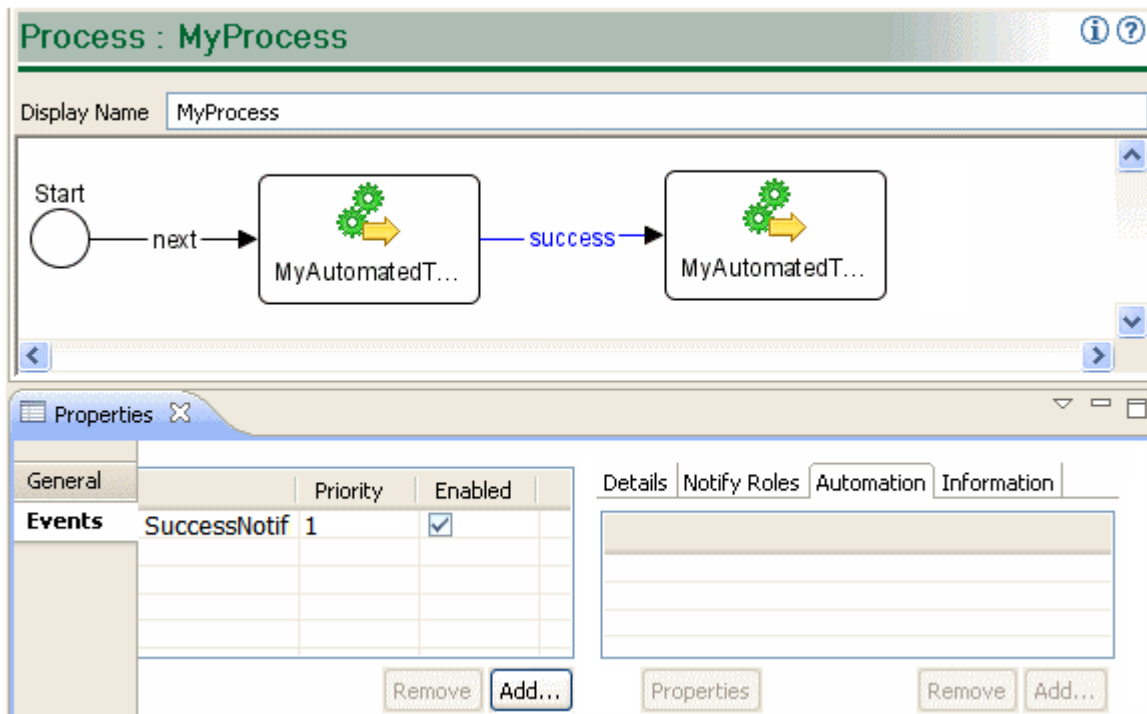 Process : MyProcess
Display Name MyProcess
Start
next
MyAutomatedT...
success
MyAutomatedT...
Properties
General
Events
Priority Enabled
SuccessNotif 1
Remove Add...
Details Notify Roles Automation Information
Properties Remove Add...